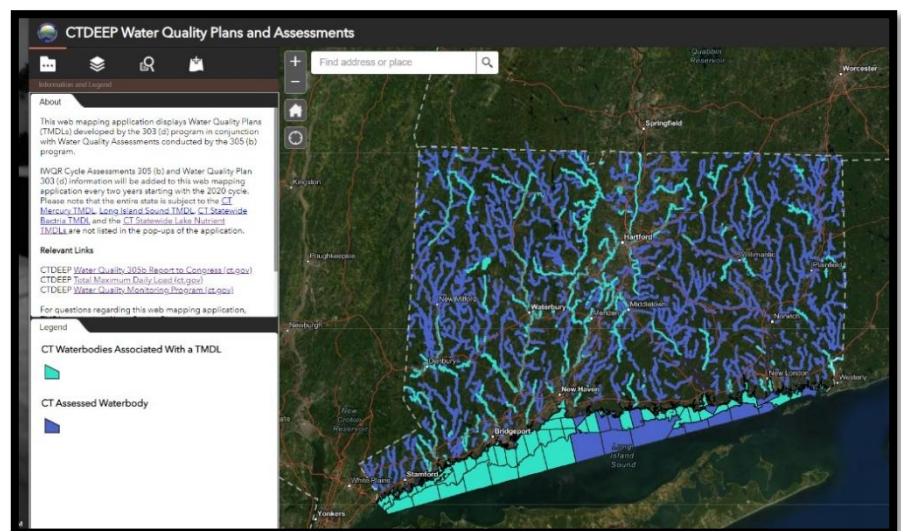 CTDEEP Water Quality Plans and Assessments
Information and Legend
About
This web mapping application displays Water Quality Plans
(TMDLs) developed by the 303 (d) program in conjunction
with Water Quality Assessments conducted by the 305 (b)
program.
IWQR Cycle Assessments 305 (b) and Water Quality Plan
303 (d) information will be added to this web mapping
application every two years starting with the 2020 cycle.
Please note that the entire state is subject to the CT
Mercury TMDL, Long Island Sound TMDL, CT Statewide
Bactria TMDL and the CT Statewide Lake Nutrient
TMDLs are not listed in the pop-ups of the application.
Relevant Links
CTDEEP Water Quality 305b Report to Congress (ct.gov)
CTDEEP Total Maximum Daily Load (ct.gov)
CTDEEP Water Quality Monitoring Program (ct.gov)
For questions regarding this web mapping application,
Legend
CT Waterbodies Associated With a TMDL
CT Assessed Waterbody
+
Find address or place
−
Quabbin
Reservoir
Worcester
Springfield
Kingston
Hartford
Willimantic
Plainfield
Poughkeepsie
New Milford
Waterbury
Middletown
Meriden
Norwich
Newburgh
Danbury
New London
Westerly
New Haven
New
Croton
Reservoir
Bridgeport
Long
Island
Sound
Stamford
White Plains
Yonkers